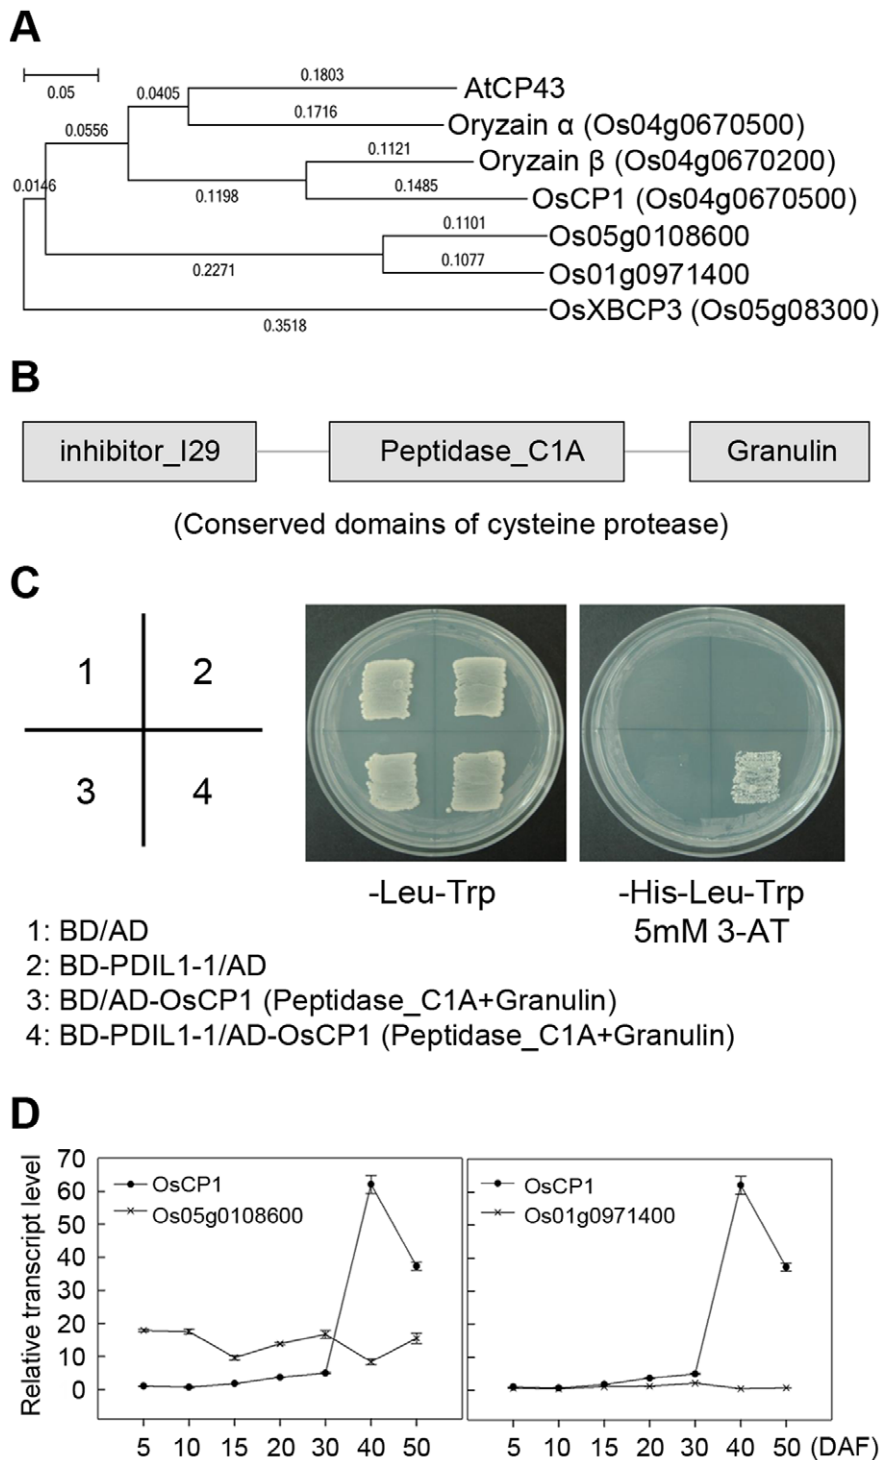 A
0.05
0.0405
0.1803
AtCP43
0.1716
Oryzain α (Os04g0670500)
0.0556
0.1121
Oryzain β (Os04g0670200)
0.0146
0.1198
0.1485
OsCP1 (Os04g0670500)
0.1101
Os05g0108600
0.2271
0.1077
Os01g0971400
OsXBCP3 (Os05g08300)
0.3518
B
inhibitor_I29
Peptidase_C1A
Granulin
(Conserved domains of cysteine protease)
C
1 2
3 4
-Leu-Trp
-His-Leu-Trp
5mM 3-AT
1: BD/AD
2: BD-PDIL1-1/AD
3: BD/AD-OsCP1 (Peptidase_C1A+Granulin)
4: BD-PDIL1-1/AD-OsCP1 (Peptidase_C1A+Granulin)
D
Relative transcript level
70
60
50
40
30
20
10
0
OsCP1
Os05g0108600
5 10 15 20 30 40 50
OsCP1
Os01g0971400
5 10 15 20 30 40 50 (DAF)